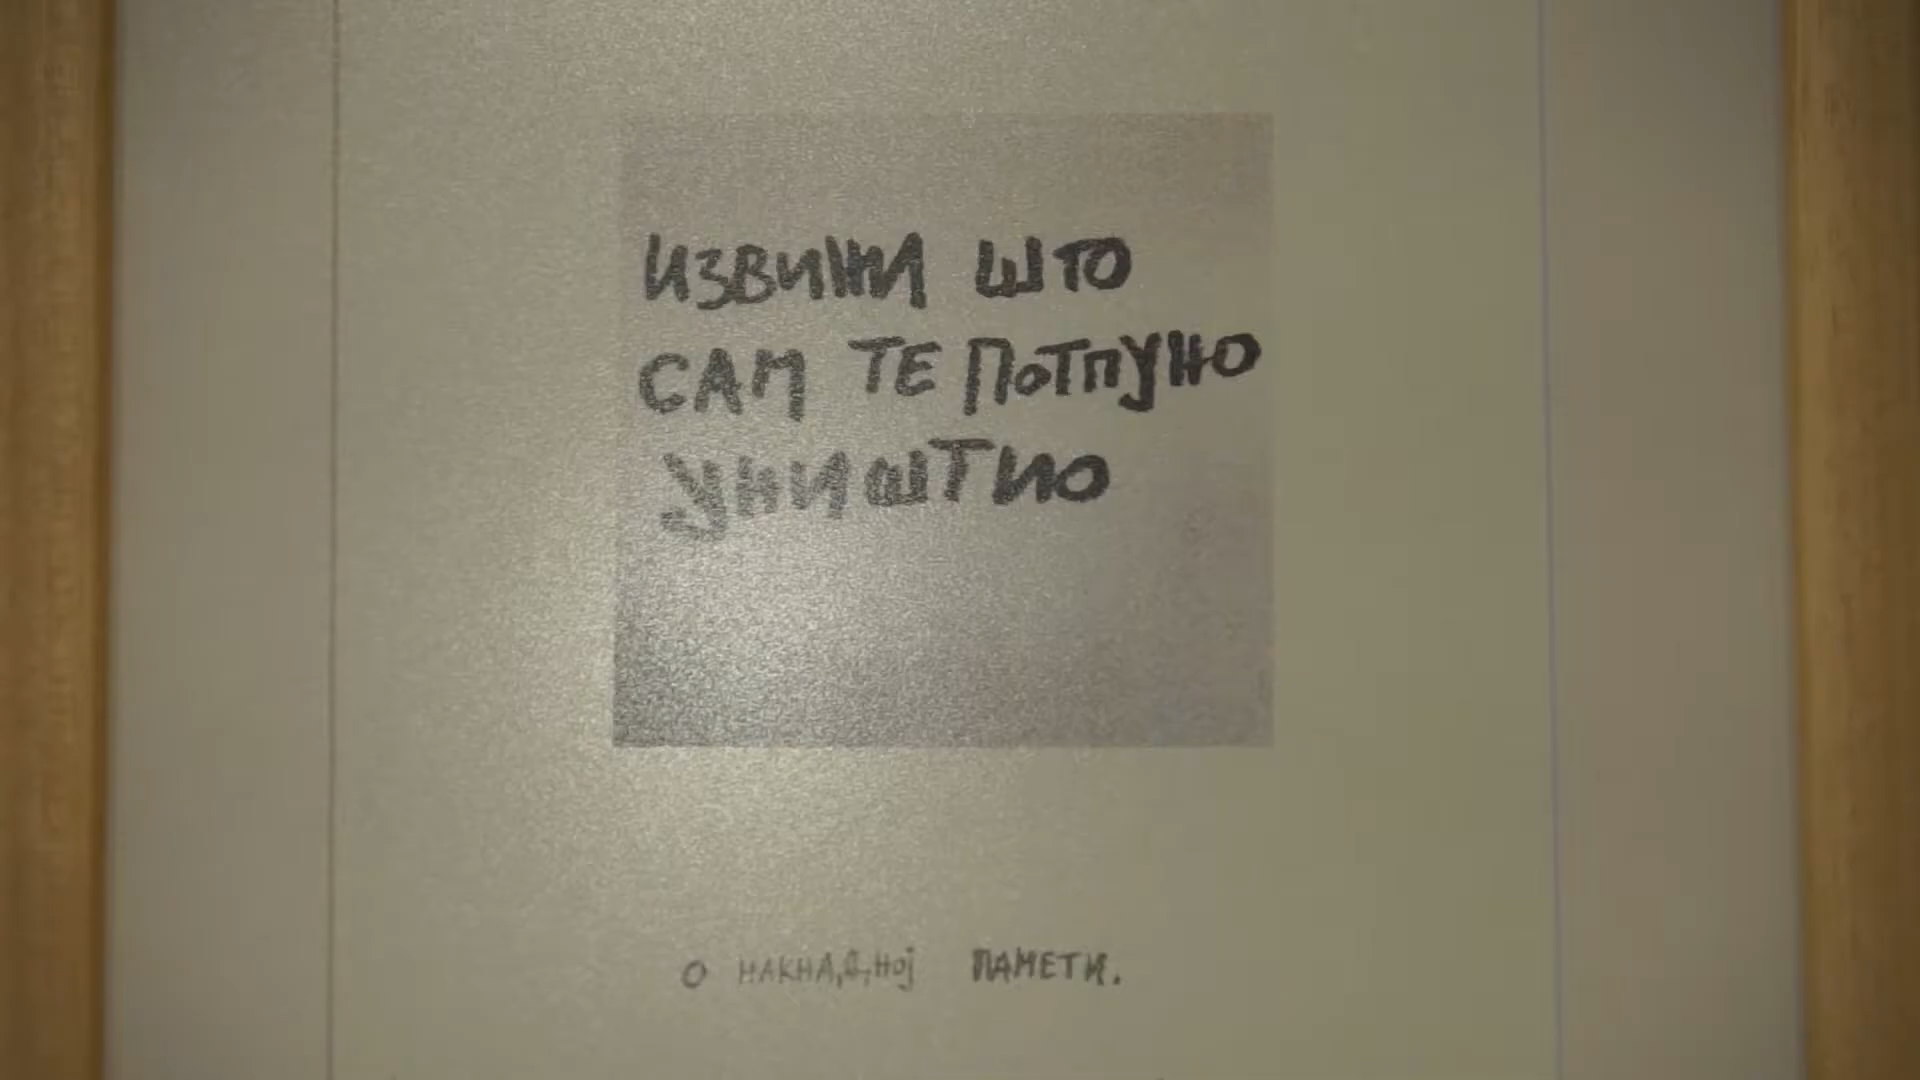 ИЗВИНИ ШТО
САМ ТЕ ПОТПУНО
УНИШТИО
О НАКНАДНОЈ ПАМЕТИ.